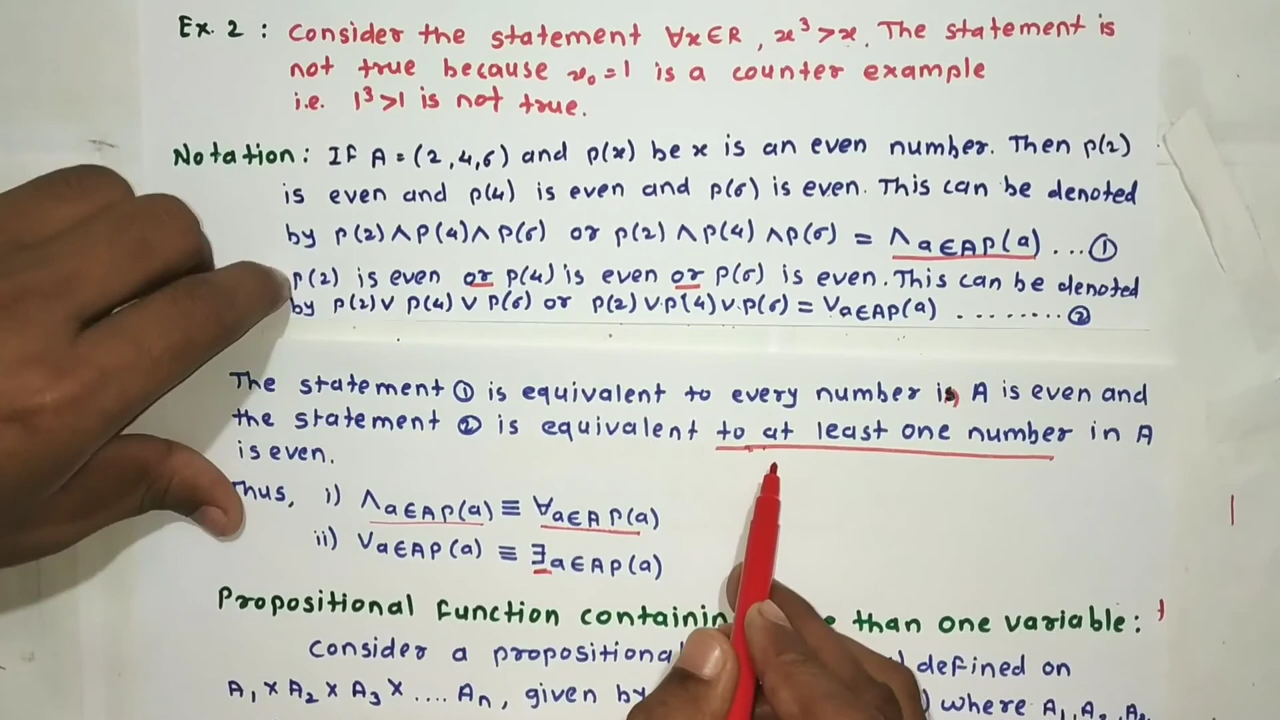 Ex. 2 : Consider the statement ∀x∈R, x³>x. The statement is
not true because x₀=1 is a counter example
i.e. 1³>1 is not true.
Notation: If A = (2,4,6) and p(x) be x is an even number. Then p(2)
is even and p(4) is even and p(6) is even. This can be denoted
by p(2)∧p(4)∧p(6) or p(2)∧p(4)∧p(6) = ∧a∈A p(a) ... ①
p(2) is even or p(4) is even or p(6) is even. This can be denoted
by p(2)∨ p(4) ∨ p(6) or p(2)∨p(4)∨p(6) = ∨a∈A p(a) ........ ②
The statement ① is equivalent to every number is A is even and
the statement ② is equivalent to at least one number in A
is even.
Thus, i) ∧a∈A p(a) ≡ ∀a∈A p(a)
ii) ∨a∈A p(a) ≡ ∃a∈A p(a)
Propositional function than one variable:
Consider a defined on
A₁ × A₂ × A₃ × .... Aₙ, given by where A₁, A₂,